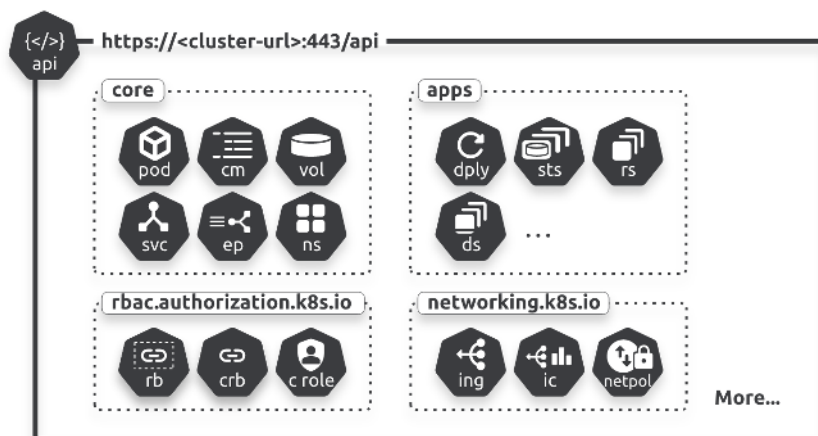 {</>}
api
https://<cluster-url>:443/api
core
pod cm vol
svc ep ns
apps
dply sts rs
ds ...
rbac.authorization.k8s.io
rb crb c role
networking.k8s.io
ing ic netpol
More...